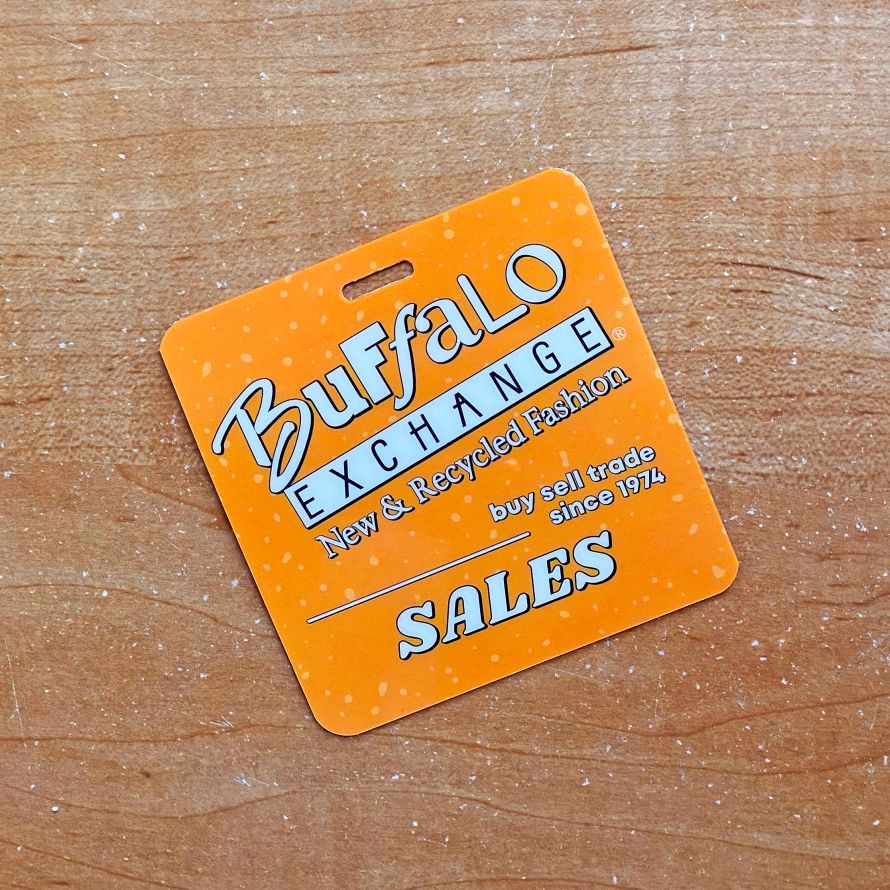 Buffalo
EXCHANGE®
New & Recycled Fashion
buy sell trade
since 1974
SALES